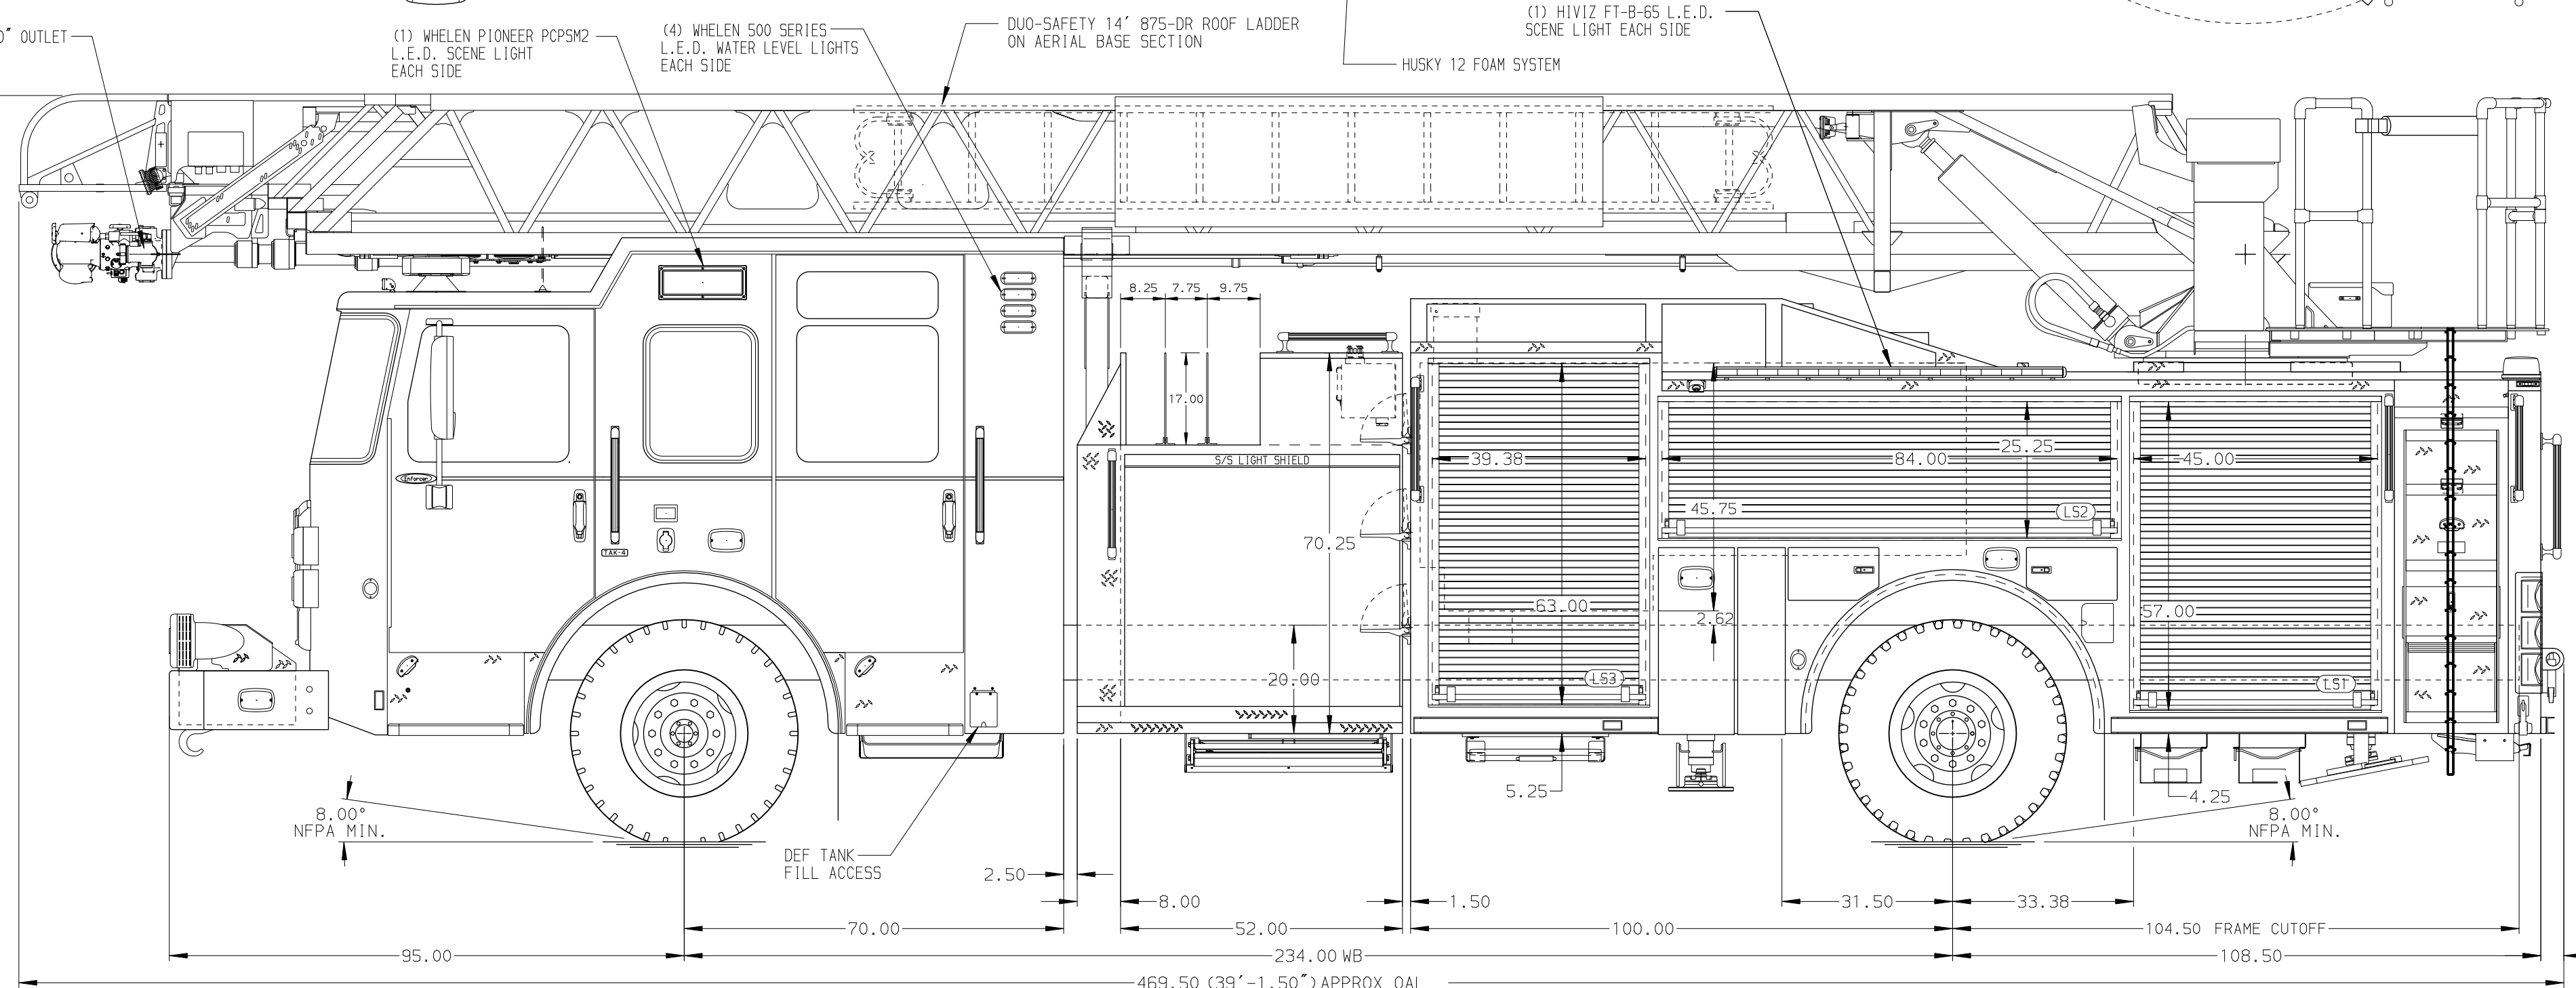 OUTLET
(1) WHELEN PIONEER PCPSM2
L.E.D. SCENE LIGHT
EACH SIDE
(4) WHELEN 500 SERIES
L.E.D. WATER LEVEL LIGHTS
EACH SIDE
DUO-SAFETY 14' 875-DR ROOF LADDER
ON AERIAL BASE SECTION
HUSKY 12 FOAM SYSTEM
(1) HIVIZ FT-B-65 L.E.D.
SCENE LIGHT EACH SIDE
8.25
7.75
9.75
17.00
S/S LIGHT SHIELD
39.38
84.00
25.25
45.00
Enforcer
45.75
LS2
TAK-4
70.25
63.00
2.62
57.00
20.00
LS3
LS1
5.25
4.25
8.00°
NFPA MIN.
8.00°
NFPA MIN.
DEF TANK
FILL ACCESS
2.50
8.00
1.50
31.50
33.38
70.00
52.00
100.00
104.50 FRAME CUTOFF
95.00
234.00 WB
108.50
469.50 (39'-1.50") APPROX OAL